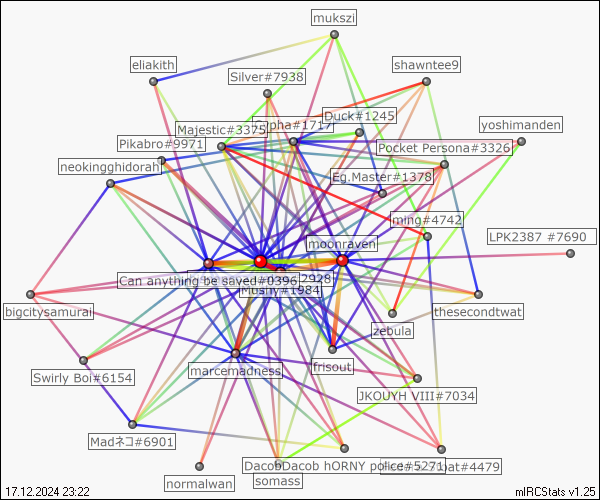 mukszi
eliakith
shawntee9
Silver#7938
Duck#1245
Majestic#3375
#1717
yoshimanden
Pikabro#9971
Pocket Persona#3326
neokingghidorah
Eg.Master#1378
ming#4742
LPK2387 #7690
moonraven
Can anything be saved#0396
2928
Mushy#1984
bigcitysamurai
thesecondtwat
zebula
frisout
marcemadness
Swirly Boi#6154
JKOUYH VIII#7034
Madネコ#6901
DacobDacob hORNY police#5271
#4479
normalwan
somass
17.12.2024 23:22
mIRCStats v1.25